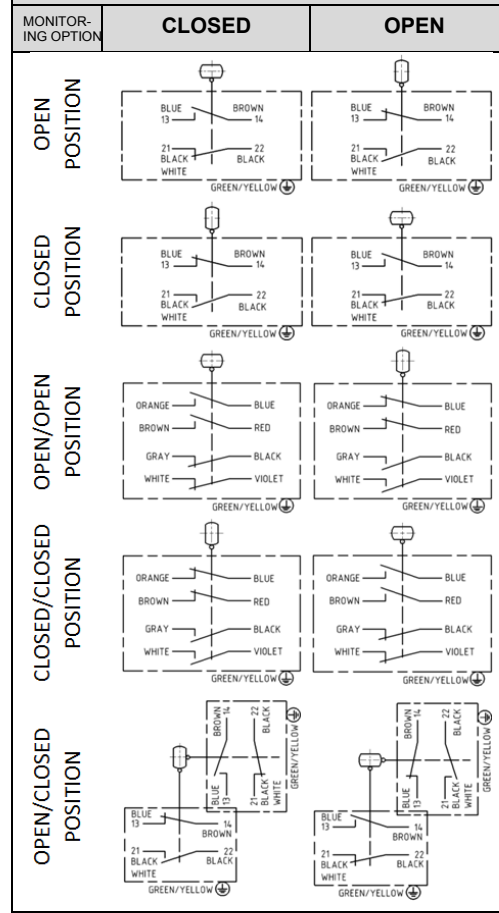 MONITOR-
ING OPTION
CLOSED
OPEN
OPEN
POSITION
BLUE BROWN
13 14
21 22
BLACK BLACK
WHITE
GREEN/YELLOW
BLUE BROWN
13 14
21 22
BLACK BLACK
WHITE
GREEN/YELLOW
CLOSED
POSITION
BLUE BROWN
13 14
21 22
BLACK BLACK
WHITE
GREEN/YELLOW
BLUE BROWN
13 14
21 22
BLACK BLACK
WHITE
GREEN/YELLOW
OPEN/OPEN
POSITION
ORANGE BLUE
BROWN RED
GRAY BLACK
WHITE VIOLET
GREEN/YELLOW
ORANGE BLUE
BROWN RED
GRAY BLACK
WHITE VIOLET
GREEN/YELLOW
CLOSED/CLOSED
POSITION
ORANGE BLUE
BROWN RED
GRAY BLACK
WHITE VIOLET
GREEN/YELLOW
ORANGE BLUE
BROWN RED
GRAY BLACK
WHITE VIOLET
GREEN/YELLOW
OPEN/CLOSED
POSITION
BROWN
14
22
BLACK
BLUE
13
21
BLACK
WHITE
GREEN/YELLOW
BLUE
13 14
BROWN
21 22
BLACK BLACK
WHITE
GREEN/YELLOW
BROWN
14
22
BLACK
BLUE
13
21
BLACK
WHITE
GREEN/YELLOW
BLUE
13 14
BROWN
21 22
BLACK BLACK
WHITE
GREEN/YELLOW